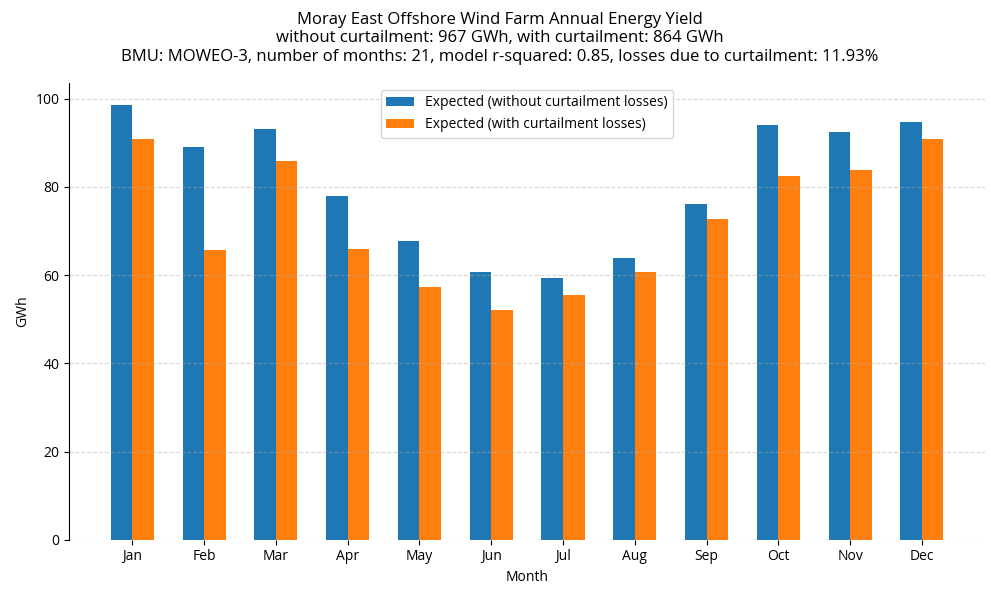 Moray East Offshore Wind Farm Annual Energy Yield
without curtailment: 967 GWh, with curtailment: 864 GWh
BMU: MOWEO-3, number of months: 21, model r-squared: 0.85, losses due to curtailment: 11.93%
Expected (without curtailment losses)
Expected (with curtailment losses)
100
80
60
40
20
0
GWh
Jan Feb Mar Apr May Jun Jul Aug Sep Oct Nov Dec
Month